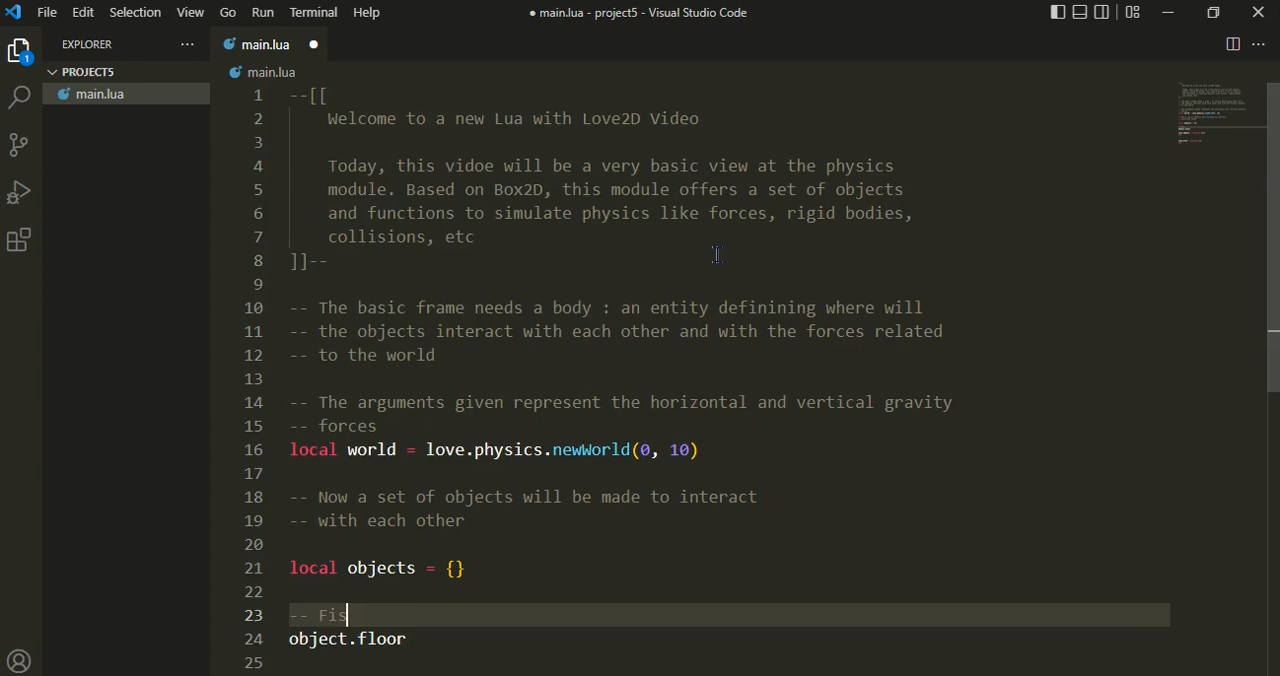 File Edit Selection View Go Run Terminal Help
● main.lua - project5 - Visual Studio Code
EXPLORER
main.lua
1
PROJECT5
main.lua
main.lua
1 --[[
2 Welcome to a new Lua with Love2D Video
3
4 Today, this vidoe will be a very basic view at the physics
5 module. Based on Box2D, this module offers a set of objects
6 and functions to simulate physics like forces, rigid bodies,
7 collisions, etc
8 ]]--
9
10 -- The basic frame needs a body : an entity definining where will
11 -- the objects interact with each other and with the forces related
12 -- to the world
13
14 -- The arguments given represent the horizontal and vertical gravity
15 -- forces
16 local world = love.physics.newWorld(0, 10)
17
18 -- Now a set of objects will be made to interact
19 -- with each other
20
21 local objects = {}
22
23 -- Fis
24 object.floor
25